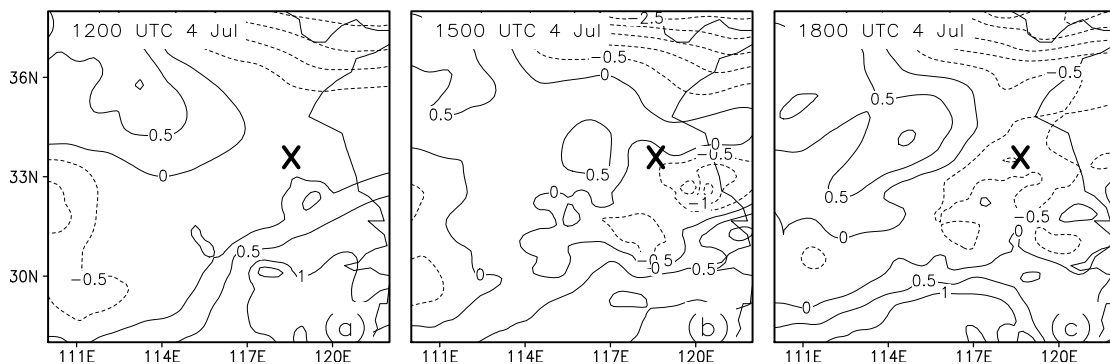 1200 UTC 4 Jul 1500 UTC 4 Jul 1800 UTC 4 Jul
-2.5
-0.5
36N 0 -0.5
0.5 0.5 0.5
0 -0.5
33N 0 0.5 -1 0.5
0 -0.5
0.5 0 0
30N -0.5 1 0 -0.5 0 0.5 0.5
0 1
(a) (b) (c)
111E 114E 117E 120E 111E 114E 117E 120E 111E 114E 117E 120E